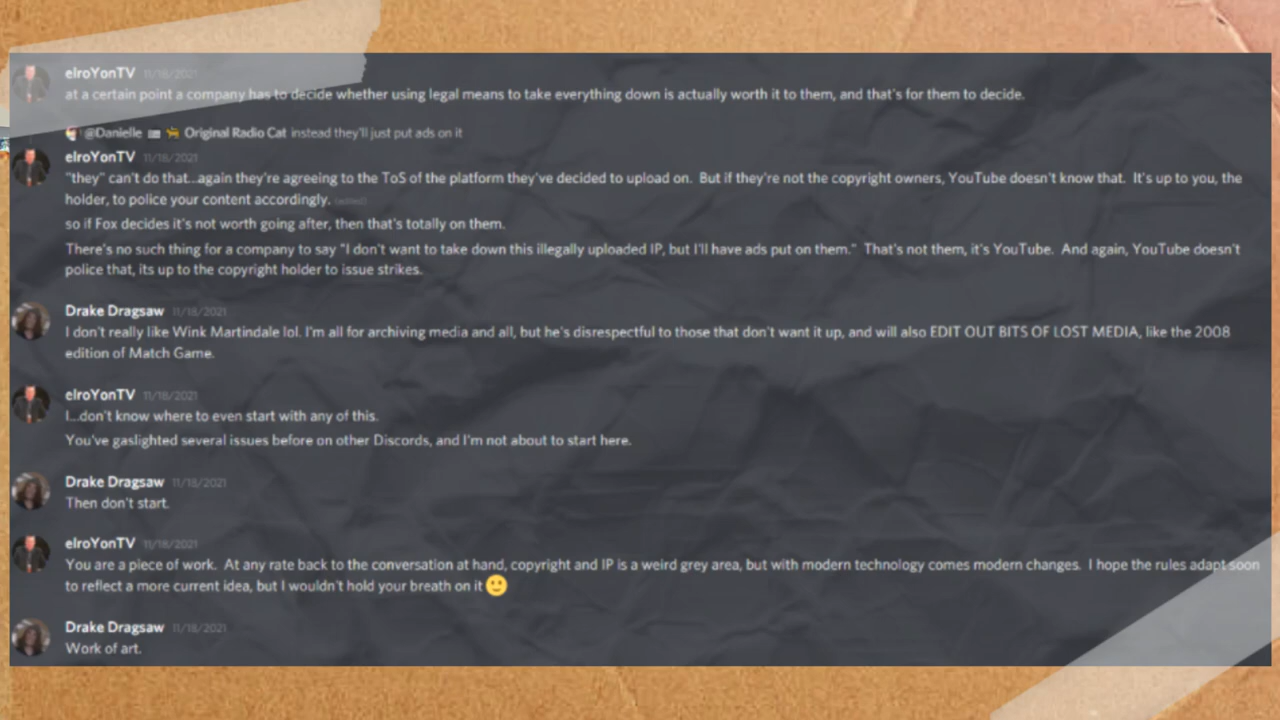 elroYonTV 11/18/2021
at a certain point a company has to decide whether using legal means to take everything down is actually worth it to them, and that's for them to decide.
@Danielle Original Radio Cat instead they'll just put ads on it
elroYonTV 11/18/2021
"they" can't do that...again they're agreeing to the ToS of the platform they've decided to upload on. But if they're not the copyright owners, YouTube doesn't know that. It's up to you, the
holder, to police your content accordingly. (edited)
so if Fox decides it's not worth going after, then that's totally on them.
There's no such thing for a company to say "I don't want to take down this illegally uploaded IP, but I'll have ads put on them." That's not them, it's YouTube. And again, YouTube doesn't
police that, its up to the copyright holder to issue strikes.
Drake Dragsaw 11/18/2021
I don't really like Wink Martindale lol. I'm all for archiving media and all, but he's disrespectful to those that don't want it up, and will also EDIT OUT BITS OF LOST MEDIA, like the 2008
edition of Match Game.
elroYonTV 11/18/2021
I...don't know where to even start with any of this.
You've gaslighted several issues before on other Discords, and I'm not about to start here.
Drake Dragsaw 11/18/2021
Then don't start.
elroYonTV 11/18/2021
You are a piece of work. At any rate back to the conversation at hand, copyright and IP is a weird grey area, but with modern technology comes modern changes. I hope the rules adapt soon
to reflect a more current idea, but I wouldn't hold your breath on it 🙂
Drake Dragsaw 11/18/2021
Work of art.